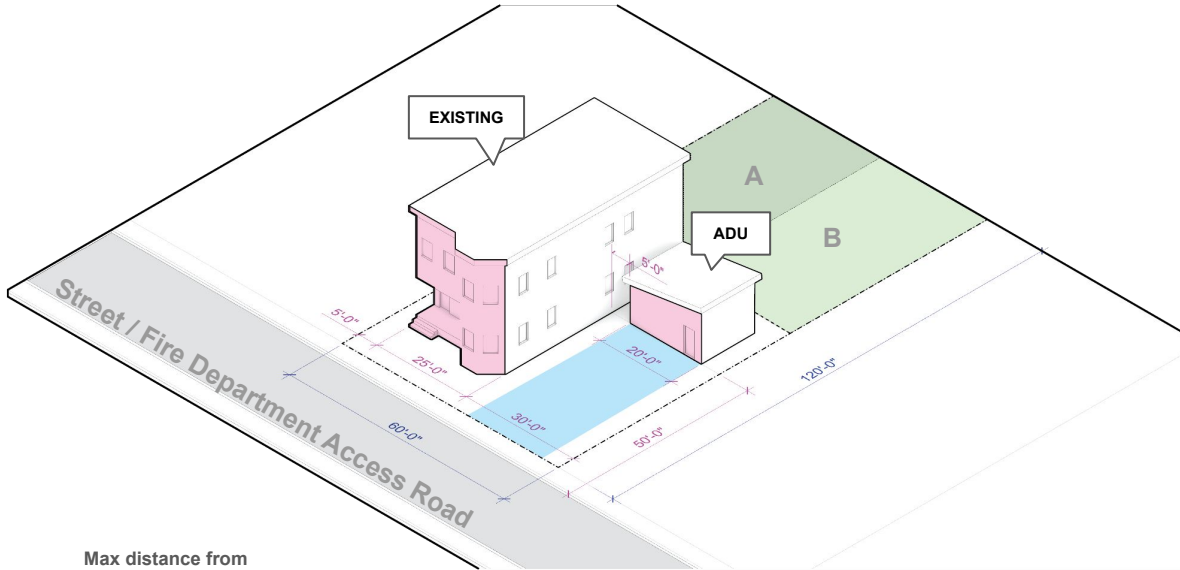 EXISTING
A
ADU
B
5'-0"
Street / Fire Department Access Road
5'-0"
25'-0"
20'-0"
120'-0"
30'-0"
50'-0"
60'-0"
Max distance from